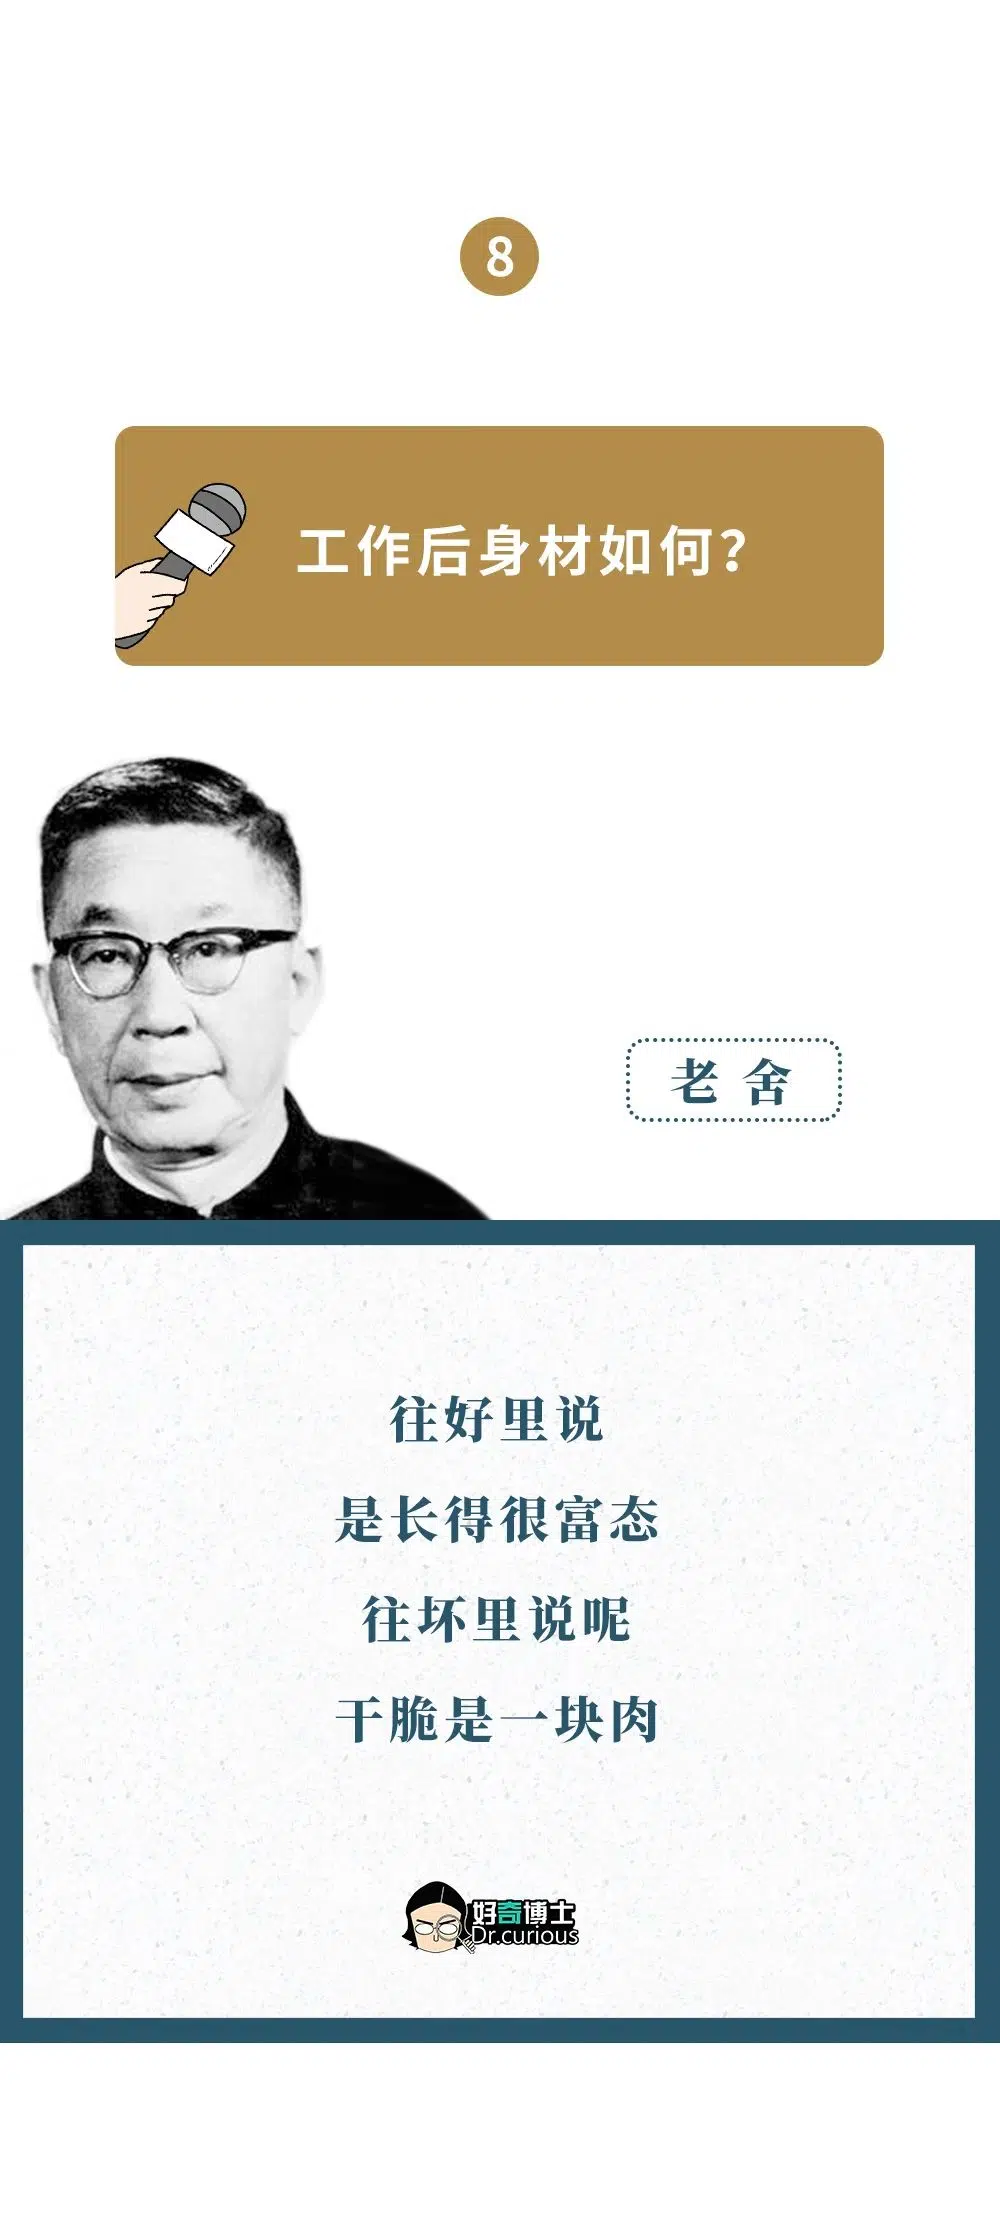 8
工作后身材如何？
老舍
往好里说
是长得很富态
往坏里说呢
干脆是一块肉
好奇博士
Dr.curious